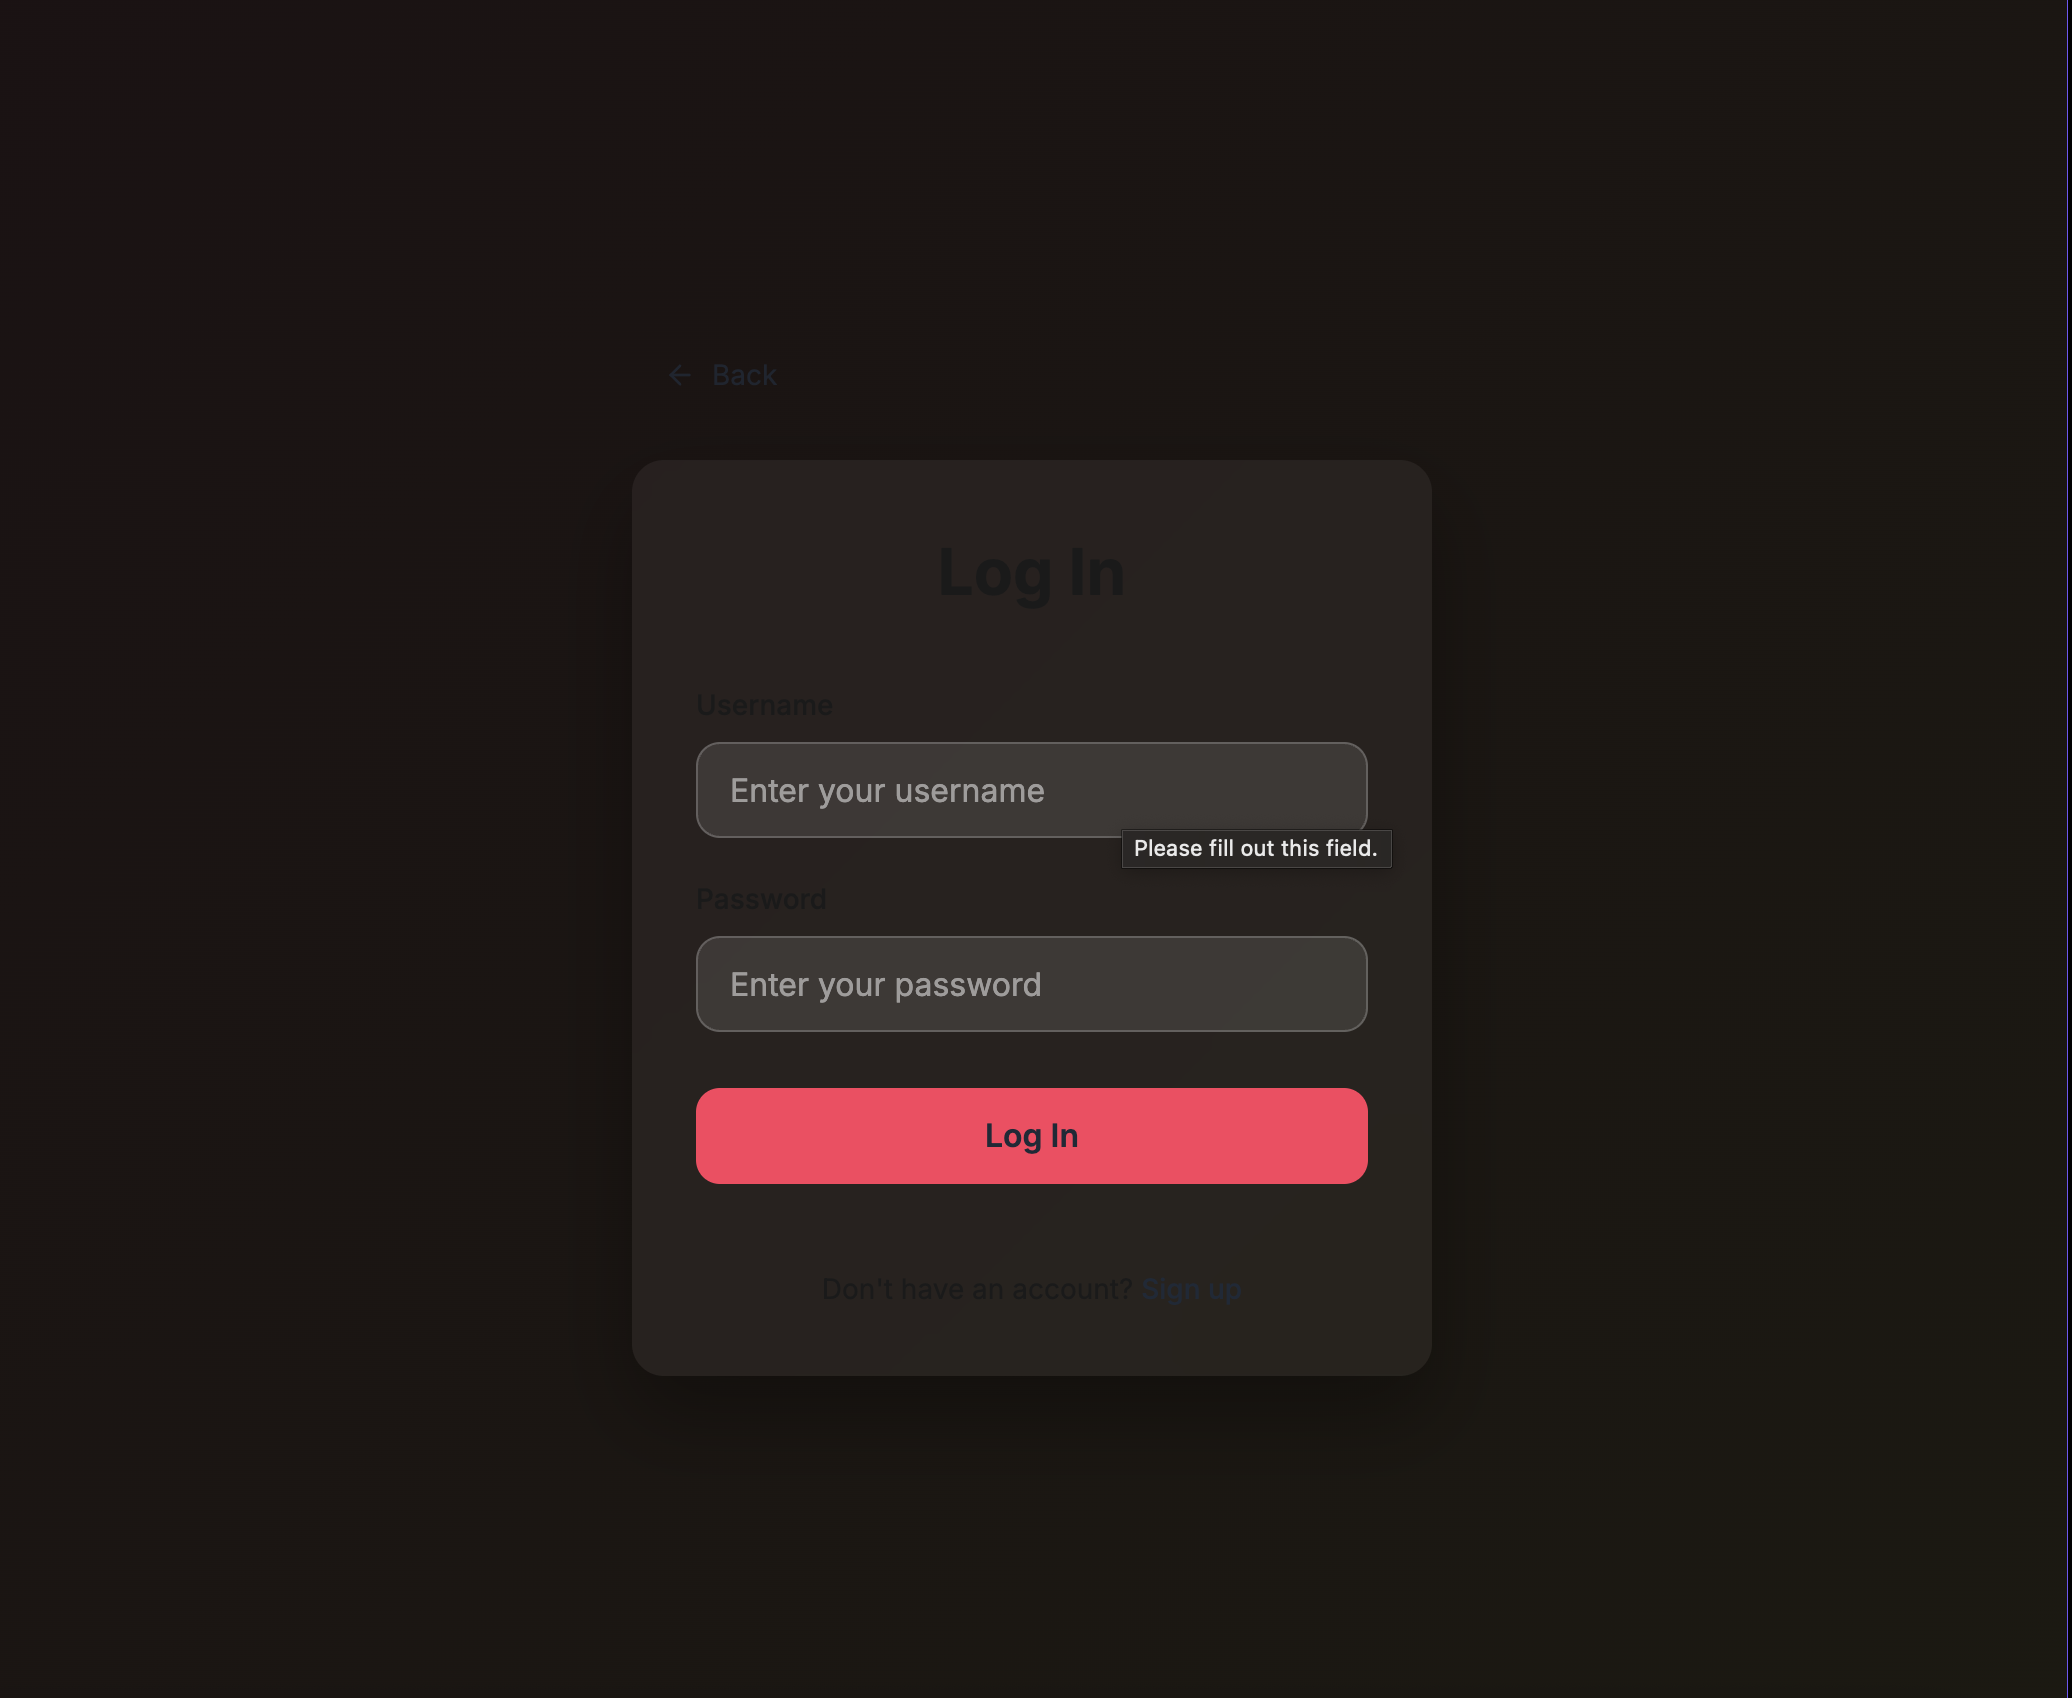 Back
Log In
Username
Enter your username
Please fill out this field.
Password
Enter your password
Log In
Don't have an account? Sign up